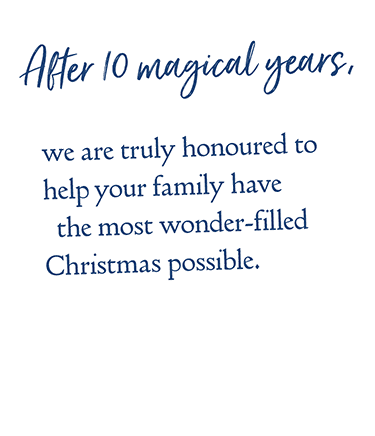 After 10 magical years,
we are truly honoured to
help your family have
the most wonder-filled
Christmas possible.